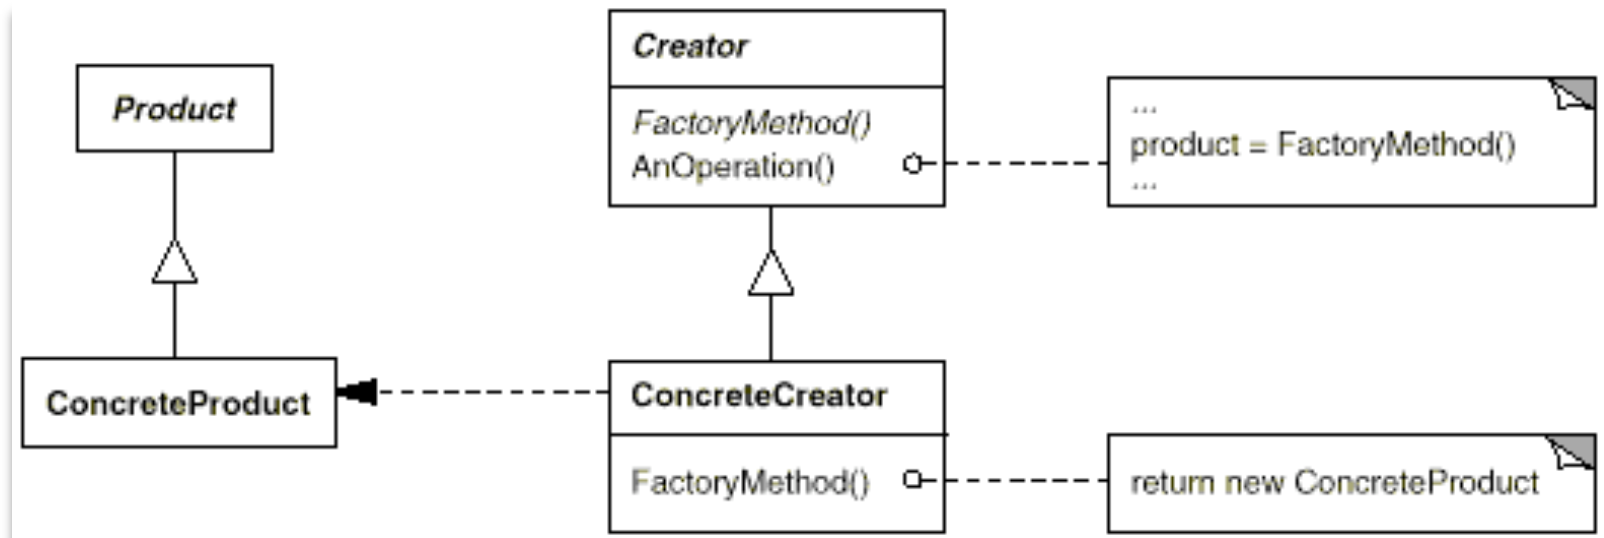 Product
ConcreteProduct
Creator
FactoryMethod()
AnOperation()
...
product = FactoryMethod()
...
ConcreteCreator
FactoryMethod()
return new ConcreteProduct